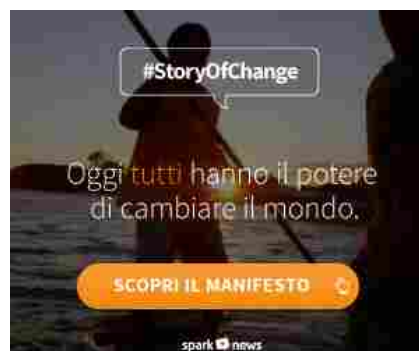 #StoryOfChange
Oggi tutti hanno il potere
di cambiare il mondo.
SCOPRI IL MANIFESTO
spark news